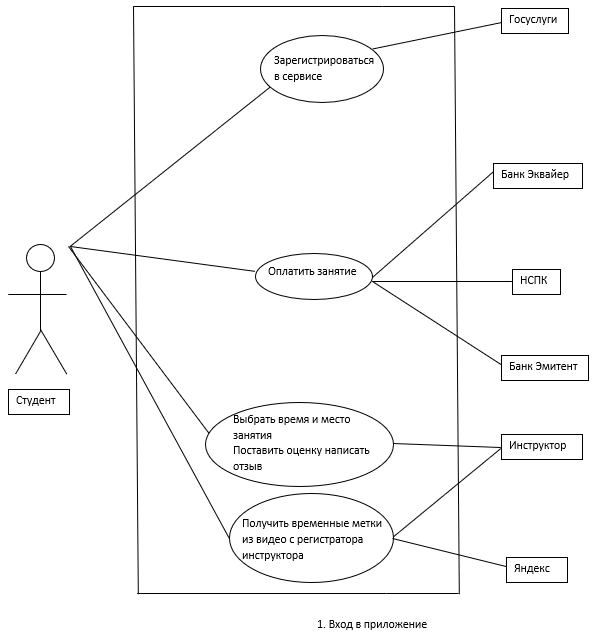 Госуслуги
Зарегистрироваться
в сервисе
Банк Эквайер
Оплатить занятие
НСПК
Банк Эмитент
Студент
Выбрать время и место
занятия
Поставить оценку написать
отзыв
Инструктор
Получить временные метки
из видео с регистратора
инструктора
Яндекс
1. Вход в приложение